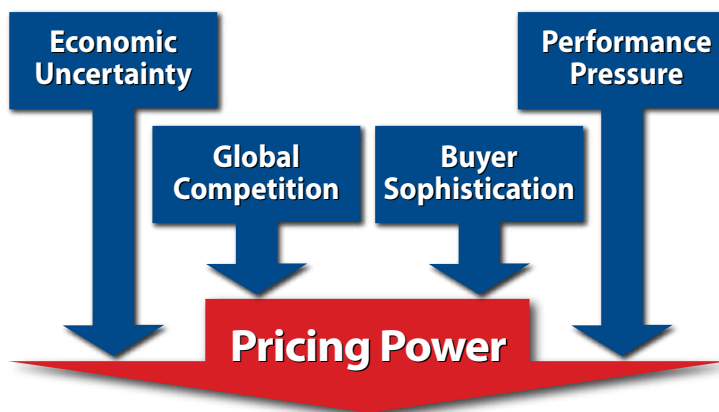 Economic
Uncertainty
Performance
Pressure
Global
Competition
Buyer
Sophistication
Pricing Power